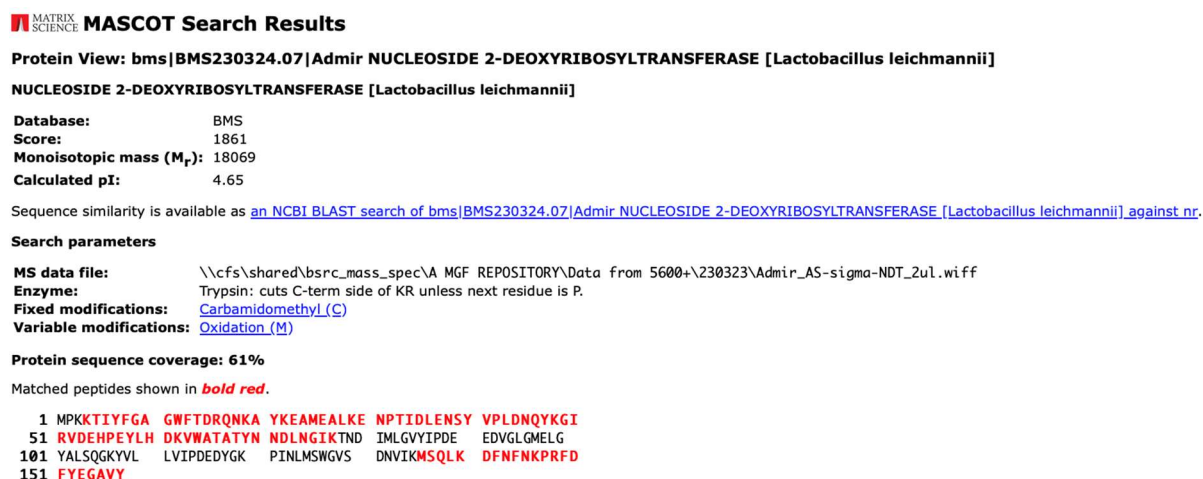 MATRIX SCIENCE MASCOT Search Results
Protein View: bms|BMS230324.07|Admir NUCLEOSIDE 2-DEOXYRIBOSYLTRANSFERASE [Lactobacillus leichmannii]
NUCLEOSIDE 2-DEOXYRIBOSYLTRANSFERASE [Lactobacillus leichmannii]
Database: BMS
Score: 1861
Monoisotopic mass (Mr): 18069
Calculated pI: 4.65
Sequence similarity is available as an NCBI BLAST search of bms|BMS230324.07|Admir NUCLEOSIDE 2-DEOXYRIBOSYLTRANSFERASE [Lactobacillus leichmannii] against nr.
Search parameters
MS data file: \\cfs\shared\bsrc_mass_spec\A MGF REPOSITORY\Data from 5600+\230323\Admir_AS-sigma-NDT_2ul.wiff
Enzyme: Trypsin: cuts C-term side of KR unless next residue is P.
Fixed modifications: Carbamidomethyl (C)
Variable modifications: Oxidation (M)
Protein sequence coverage: 61%
Matched peptides shown in bold red.
1 MPKKTIYFGA GWFTDRQNKA YKEAMEALKE NPTIDLENSY VPLDNQYKGI
51 RVDEHPEYLH DKVWATATYN NDLNGIKTND IMLGVYIPDE EDVGLGMELG
101 YALSQGKYVL LVIPDEDYGK PINLMSWGVS DNVIKMSQLK DFNFNKPRFD
151 FYEGAVY